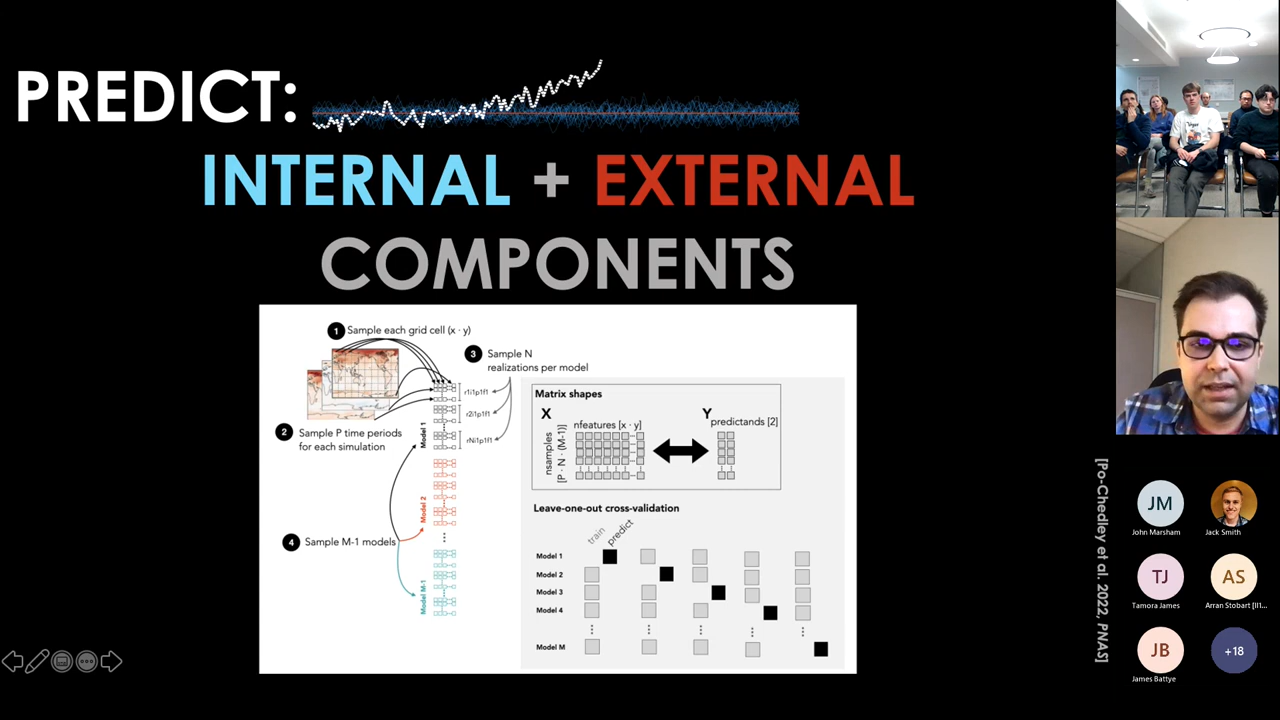 PREDICT:
INTERNAL + EXTERNAL
COMPONENTS
1 Sample each grid cell (x · y)
3 Sample N
realizations per model
r1i1p1f1
r2i1p1f1
rNi1p1f1
2 Sample P time periods
for each simulation
Model 1
Model 2
4 Sample M-1 models
Model M-1
Matrix shapes
X
nfeatures [x · y]
nsamples
[P · N · (M-1)]
Y
predictands [2]
Leave-one-out cross-validation
train
predict
Model 1
Model 2
Model 3
Model 4
Model M
[Po-Chedley et al. 2022, PNAS]
JM
John Marsham
Jack Smith
TJ
Tamora James
AS
Arran Stobart [II1...
JB
James Battye
+18